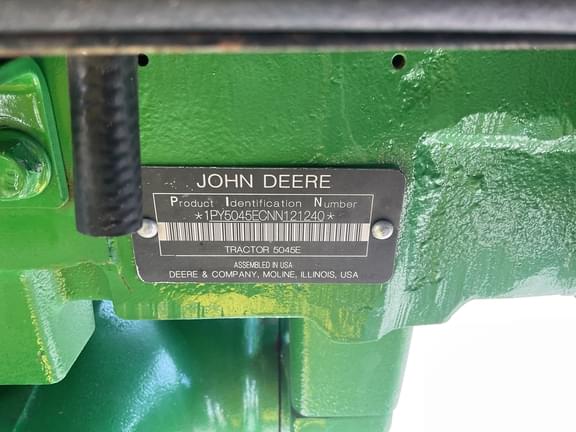 JOHN DEERE
Product Identification Number
*1PY5045ECNN121240*
TRACTOR 5045E
ASSEMBLED IN USA
DEERE & COMPANY, MOLINE, ILLINOIS, USA